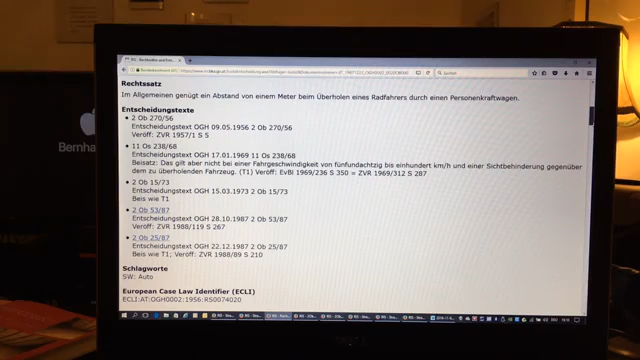 Bernha
RIS - Rechtssätze und Ents
Suchen
Rechtssatz
Im Allgemeinen genügt ein Abstand von einem Meter beim Überholen eines Radfahrers durch einen Personenkraftwagen.
Entscheidungstexte
• 2 Ob 270/56
Entscheidungstext OGH 09.05.1956 2 Ob 270/56
Veröff: ZVR 1957/1 S 5
• 11 Os 238/68
Entscheidungstext OGH 17.01.1969 11 Os 238/68
Beisatz: Das gilt aber nicht bei einer Fahrgeschwindigkeit von fünfundachtzig bis einhundert km/h und einer Sichtbehinderung gegenüber
dem zu überholenden Fahrzeug. (T1) Veröff: EvBl 1969/236 S 350 = ZVR 1969/312 S 287
• 2 Ob 15/73
Entscheidungstext OGH 15.03.1973 2 Ob 15/73
Beis wie T1
• 2 Ob 53/87
Entscheidungstext OGH 28.10.1987 2 Ob 53/87
Veröff: ZVR 1988/119 S 267
• 2 Ob 25/87
Entscheidungstext OGH 22.12.1987 2 Ob 25/87
Beis wie T1; Veröff: ZVR 1988/89 S 210
Schlagworte
SW: Auto
European Case Law Identifier (ECLI)
ECLI:AT:OGH0002:1956:RS0074020